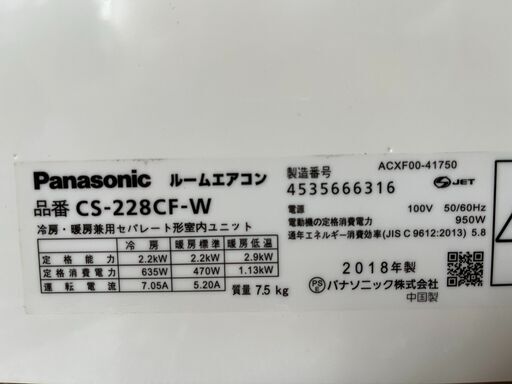 Panasonic ルームエアコン
品番 CS-228CF-W
冷房・暖房兼用セパレート形室内ユニット
冷房 暖房標準 暖房低温
定格能力 2.2kW 2.2kW 2.9kW
定格消費電力 635W 470W 1.13kW
運転電流 7.05A 5.20A
質量 7.5 kg
ACXF00-41750
製造番号
4535666316
JET
電源 100V 50/60Hz
電動機の定格消費電力 950W
通年エネルギー消費効率(JIS C 9612:2013) 5.8
2018年製
PSE パナソニック株式会社
中国製